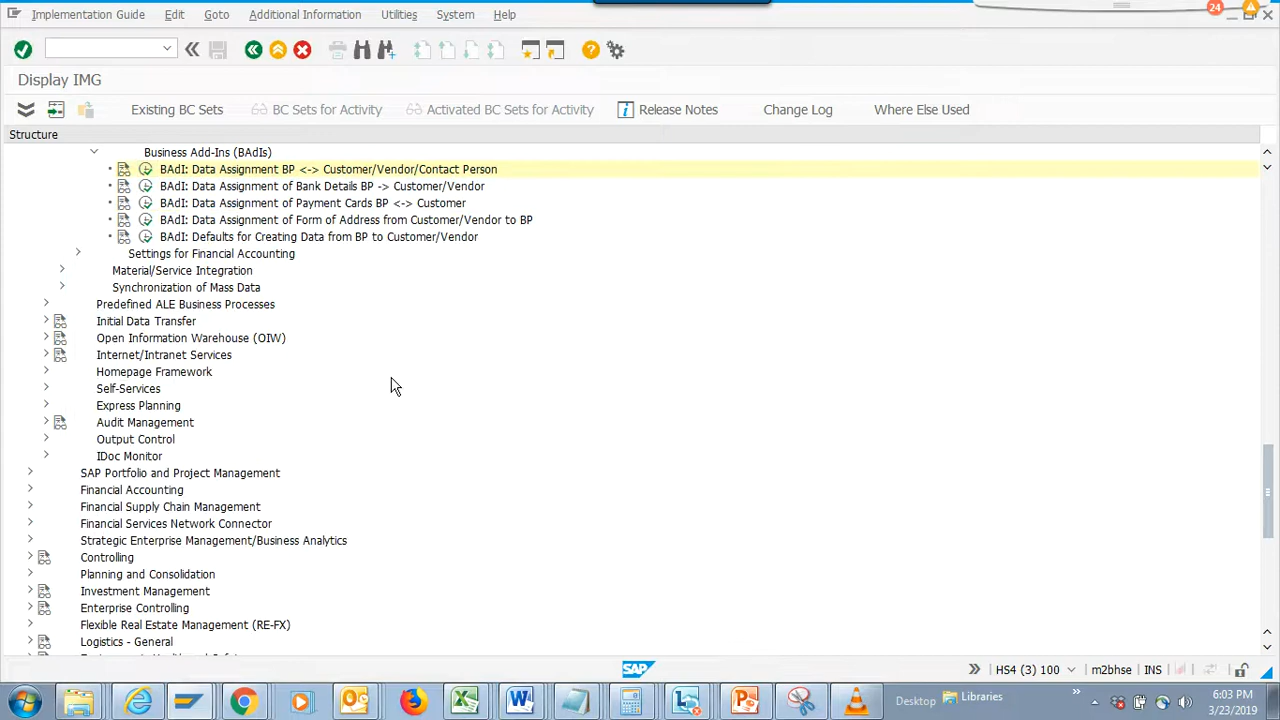 Implementation Guide Edit Goto Additional Information Utilities System Help
24
Display IMG
Existing BC Sets BC Sets for Activity Activated BC Sets for Activity Release Notes Change Log Where Else Used
Structure
Business Add-Ins (BAdIs)
BAdI: Data Assignment BP <-> Customer/Vendor/Contact Person
BAdI: Data Assignment of Bank Details BP -> Customer/Vendor
BAdI: Data Assignment of Payment Cards BP <-> Customer
BAdI: Data Assignment of Form of Address from Customer/Vendor to BP
BAdI: Defaults for Creating Data from BP to Customer/Vendor
Settings for Financial Accounting
Material/Service Integration
Synchronization of Mass Data
Predefined ALE Business Processes
Initial Data Transfer
Open Information Warehouse (OIW)
Internet/Intranet Services
Homepage Framework
Self-Services
Express Planning
Audit Management
Output Control
IDoc Monitor
SAP Portfolio and Project Management
Financial Accounting
Financial Supply Chain Management
Financial Services Network Connector
Strategic Enterprise Management/Business Analytics
Controlling
Planning and Consolidation
Investment Management
Enterprise Controlling
Flexible Real Estate Management (RE-FX)
Logistics - General
SAP HS4 (3) 100 m2bhse INS
Desktop Libraries 6:03 PM
3/23/2019